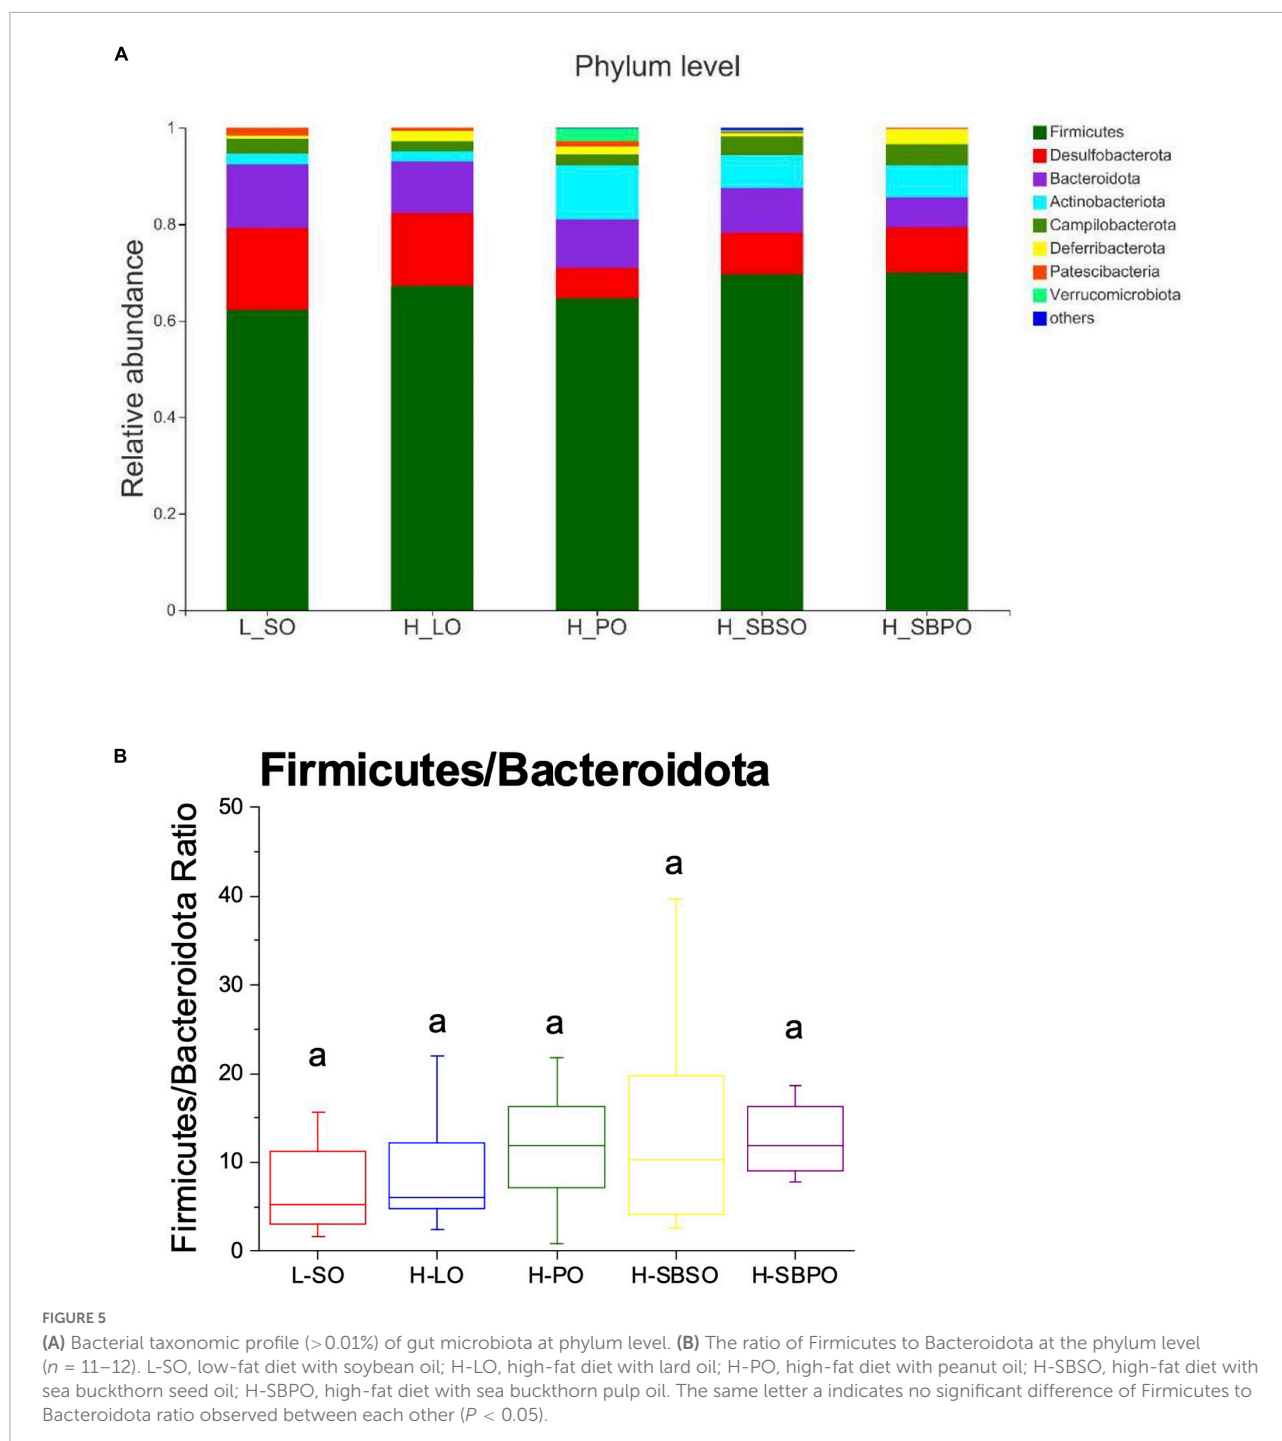 A
Phylum level
Relative abundance
1
0.8
0.6
0.4
0.2
0
L_SO
H_LO
H_PO
H_SBSO
H_SBPO
Firmicutes
Desulfobacterota
Bacteroidota
Actinobacteriota
Campilobacterota
Deferribacterota
Patescibacteria
Verrucomicrobiota
others
B
Firmicutes/Bacteroidota
Firmicutes/Bacteroidota Ratio
50
40
30
20
10
0
a
a
a
a
a
L-SO
H-LO
H-PO
H-SBSO
H-SBPO
FIGURE 5
(A) Bacterial taxonomic profile (>0.01%) of gut microbiota at phylum level. (B) The ratio of Firmicutes to Bacteroidota at the phylum level
(n = 11–12). L-SO, low-fat diet with soybean oil; H-LO, high-fat diet with lard oil; H-PO, high-fat diet with peanut oil; H-SBSO, high-fat diet with
sea buckthorn seed oil; H-SBPO, high-fat diet with sea buckthorn pulp oil. The same letter a indicates no significant difference of Firmicutes to
Bacteroidota ratio observed between each other (P < 0.05).